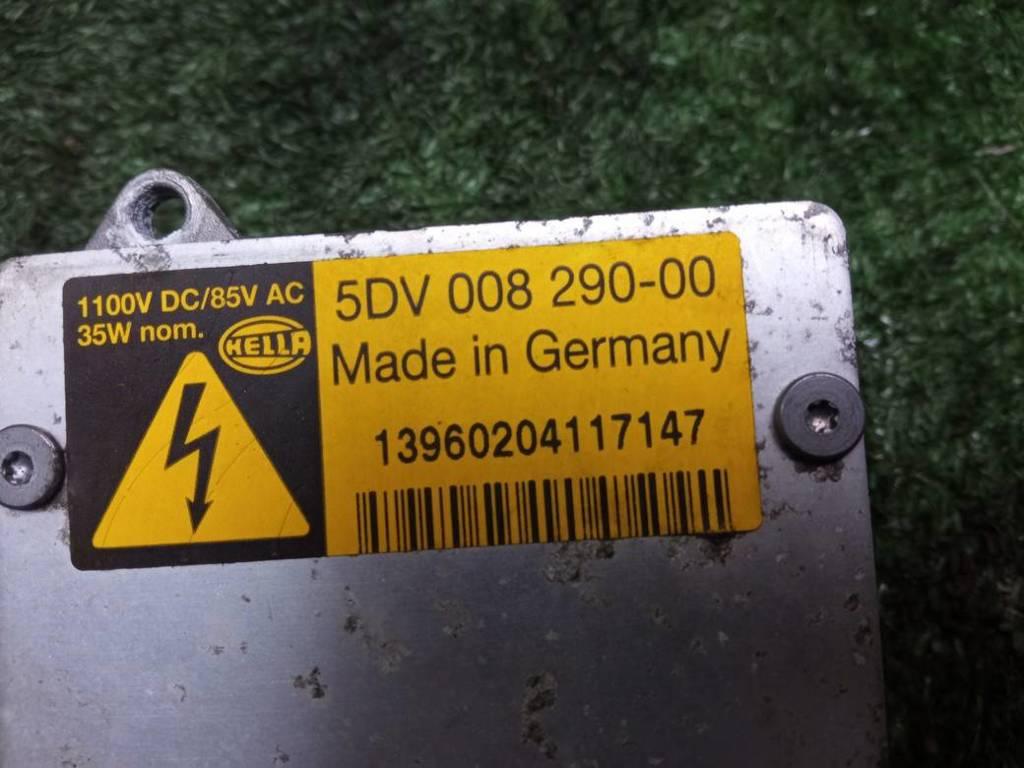 1100V DC/85V AC
35W nom.
HELLA
5DV 008 290-00
Made in Germany
13960204117147